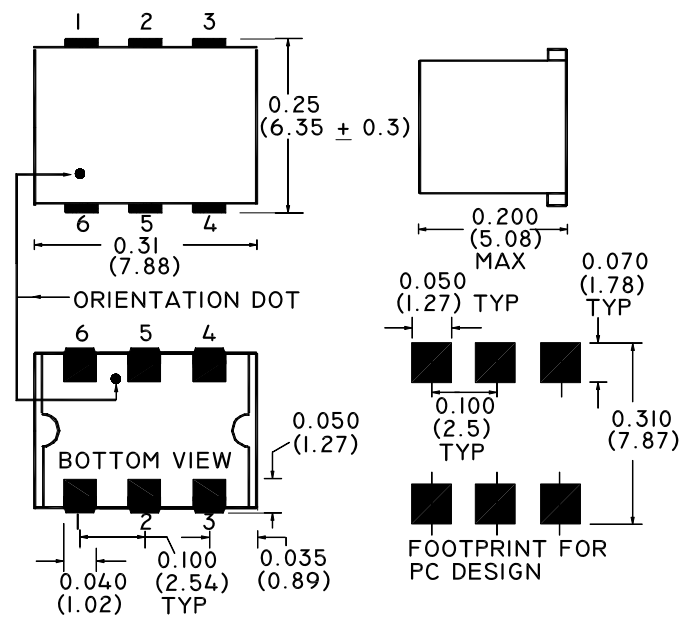 1 2 3
0.25
(6.35 ± 0.3)
6 5 4
0.31
(7.88)
0.200
(5.08)
MAX
ORIENTATION DOT
0.050
(1.27) TYP
0.070
(1.78)
TYP
6 5 4
0.100
(2.5)
TYP
0.310
(7.87)
0.050
(1.27)
BOTTOM VIEW
1 2 3
0.040
(1.02)
0.100
(2.54)
TYP
0.035
(0.89)
FOOTPRINT FOR
PC DESIGN